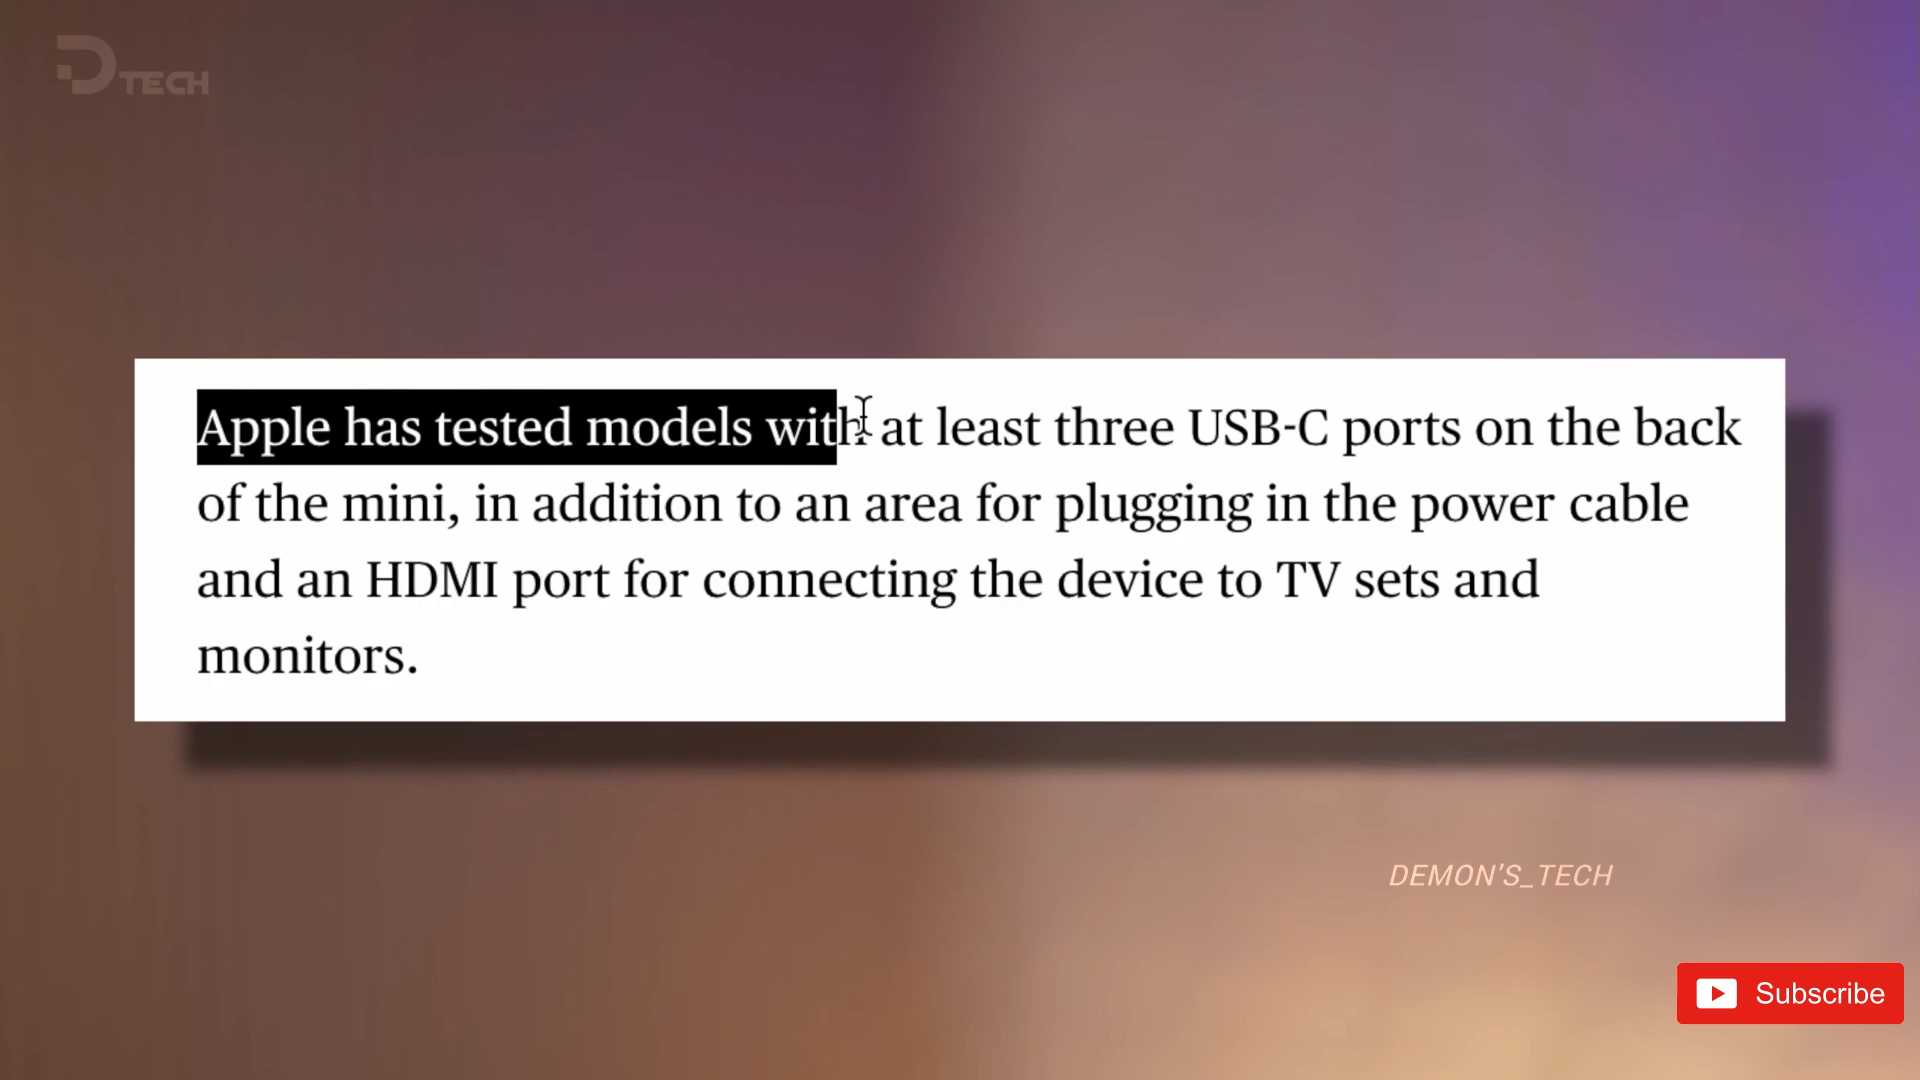 D TECH
Apple has tested models with at least three USB-C ports on the back
of the mini, in addition to an area for plugging in the power cable
and an HDMI port for connecting the device to TV sets and
monitors.
DEMON'S_TECH
Subscribe